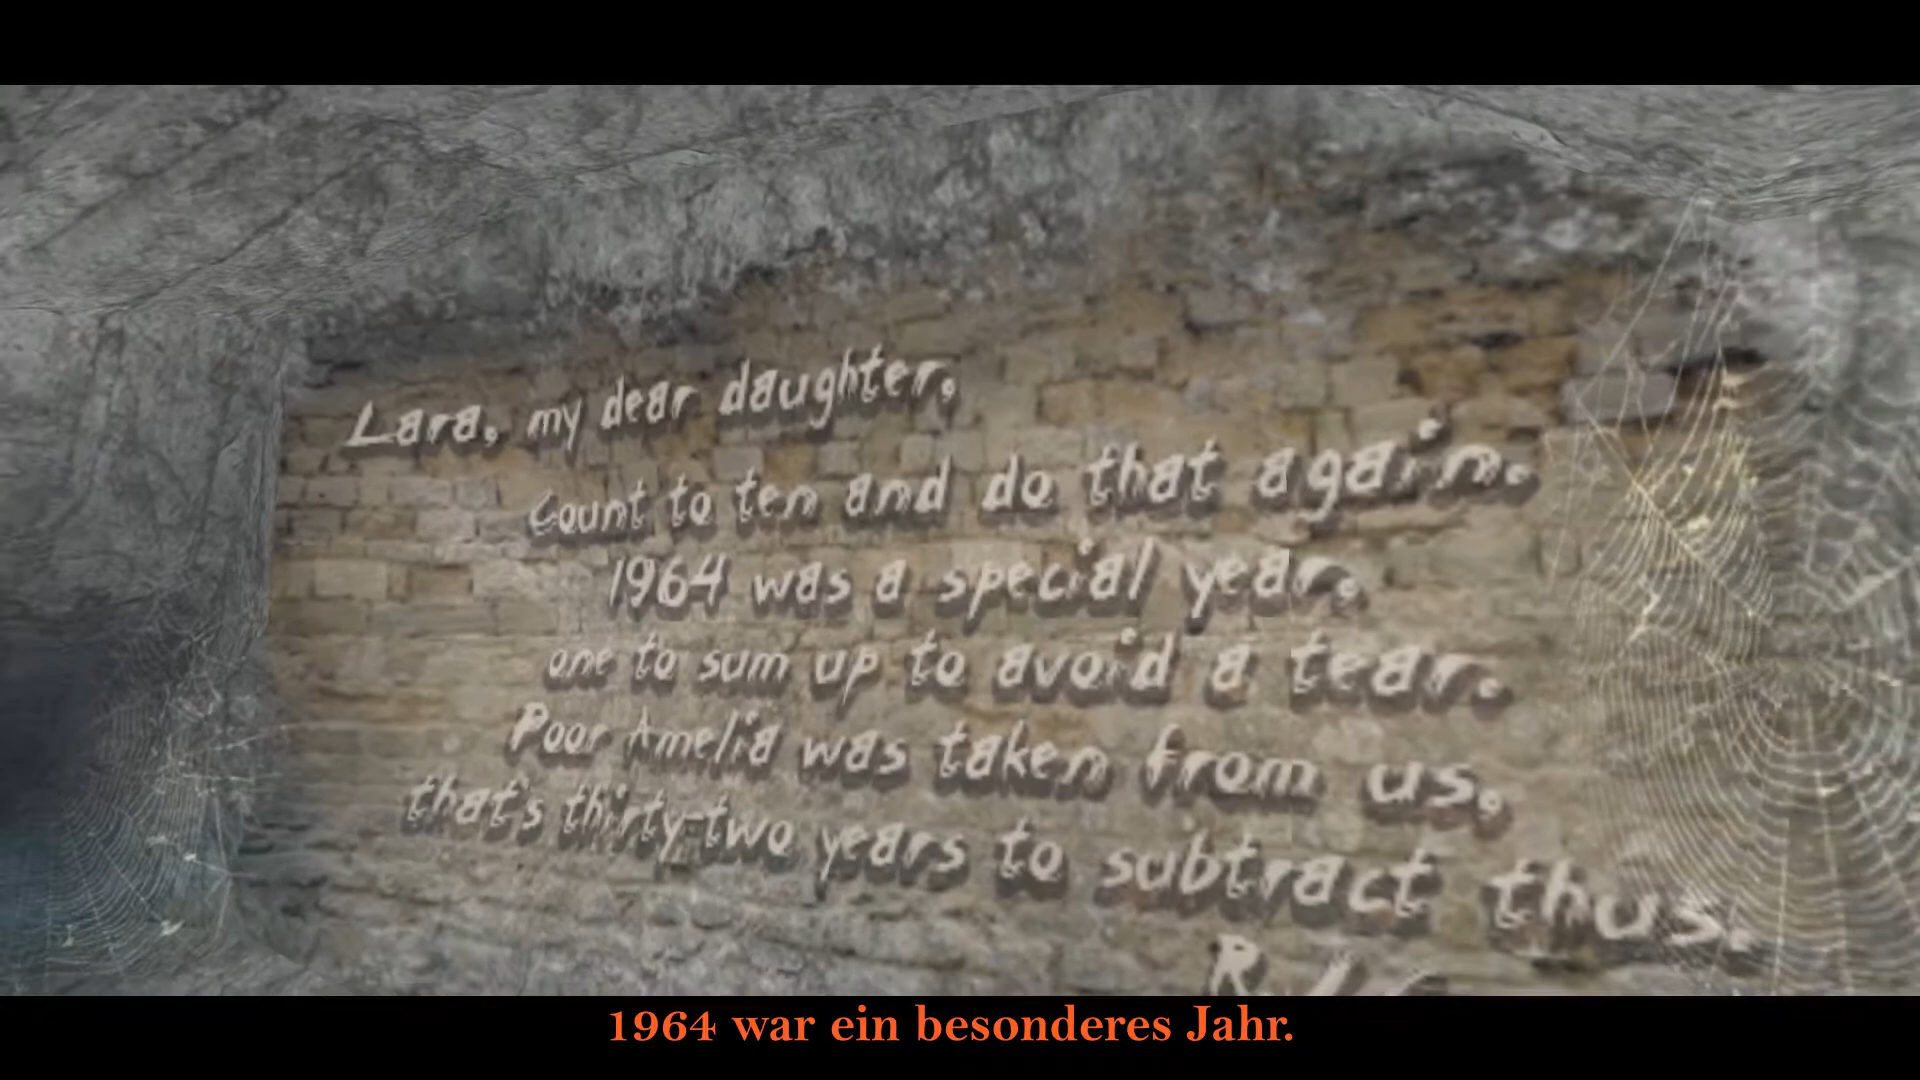 Lara, my dear daughter,
Count to ten and do that again.
1964 was a special year.
one to sum up to avoid a tear.
Poor Amelia was taken from us.
that's thirty-two years to subtract thus.
1964 war ein besonderes Jahr.